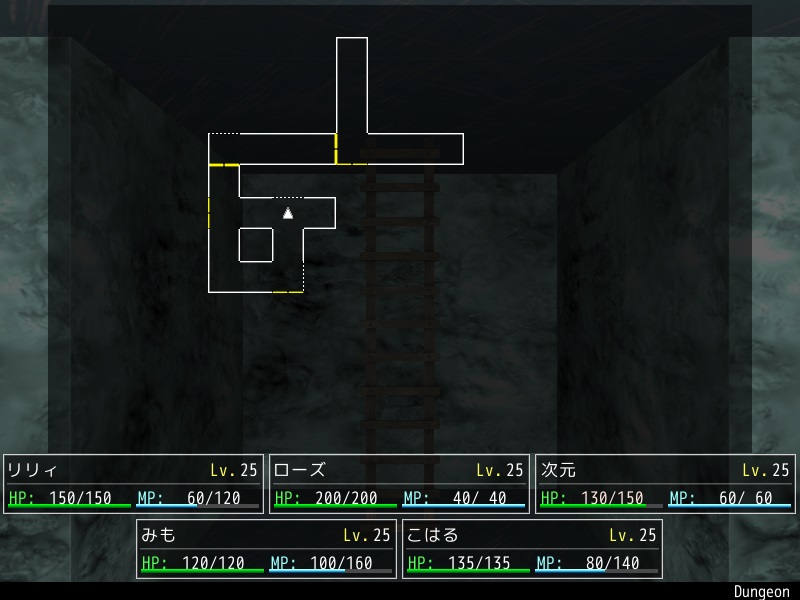 リリィ Lv.25
HP: 150/150 MP: 60/120
ローズ Lv.25
HP: 200/200 MP: 40/ 40
次元 Lv.25
HP: 130/150 MP: 60/ 60
みも Lv.25
HP: 120/120 MP: 100/160
こはる Lv.25
HP: 135/135 MP: 80/140
Dungeon